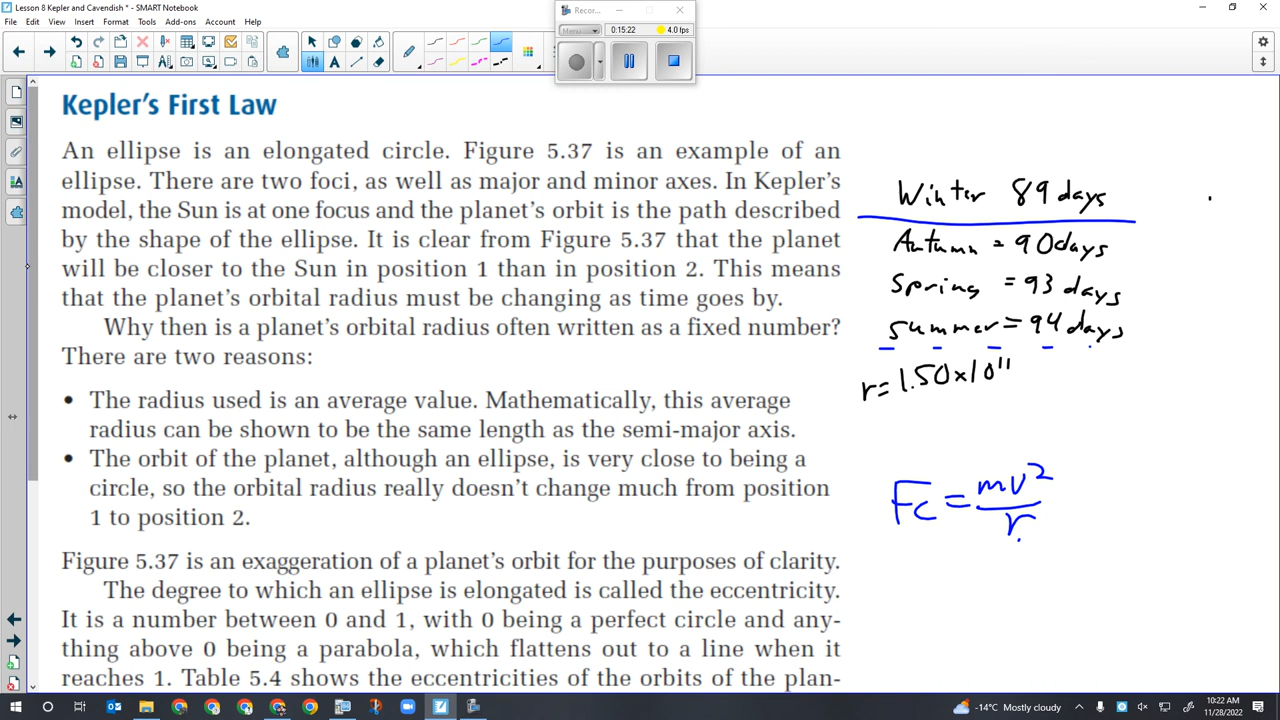 Lesson 8 Kepler and Cavendish * - SMART Notebook
File Edit View Insert Format Tools Add-ons Account Help
Recor...
Menu
0:15:22
4.0 fps
Kepler's First Law
An ellipse is an elongated circle. Figure 5.37 is an example of an
ellipse. There are two foci, as well as major and minor axes. In Kepler's
model, the Sun is at one focus and the planet's orbit is the path described
by the shape of the ellipse. It is clear from Figure 5.37 that the planet
will be closer to the Sun in position 1 than in position 2. This means
that the planet's orbital radius must be changing as time goes by.
Why then is a planet's orbital radius often written as a fixed number?
There are two reasons:
• The radius used is an average value. Mathematically, this average
radius can be shown to be the same length as the semi-major axis.
• The orbit of the planet, although an ellipse, is very close to being a
circle, so the orbital radius really doesn't change much from position
1 to position 2.
Figure 5.37 is an exaggeration of a planet's orbit for the purposes of clarity.
The degree to which an ellipse is elongated is called the eccentricity.
It is a number between 0 and 1, with 0 being a perfect circle and any-
thing above 0 being a parabola, which flattens out to a line when it
reaches 1. Table 5.4 shows the eccentricities of the orbits of the plan-
Winter 89 days
Autumn = 90 days
Spring = 93 days
summer = 94 days
r = 1.50 x 10¹¹
Fc = mv²/r
-14°C Mostly cloudy
10:22 AM
11/28/2022